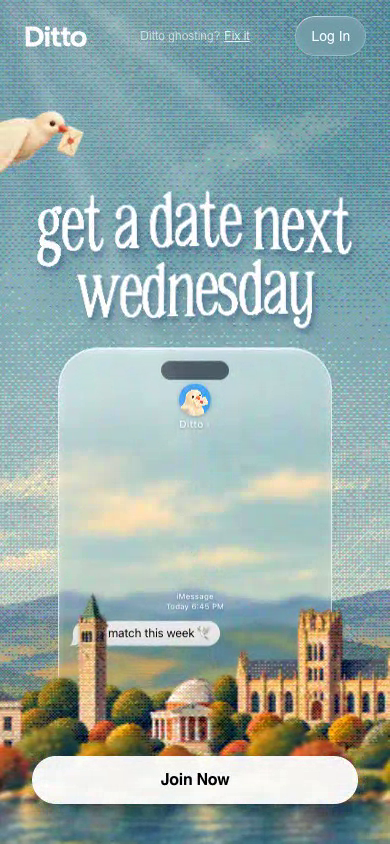 Ditto
Ditto ghosting? Fix it
Log In
get a date next
wednesday
Ditto
iMessage
Today 6:45 PM
match this week 🕊️
Join Now